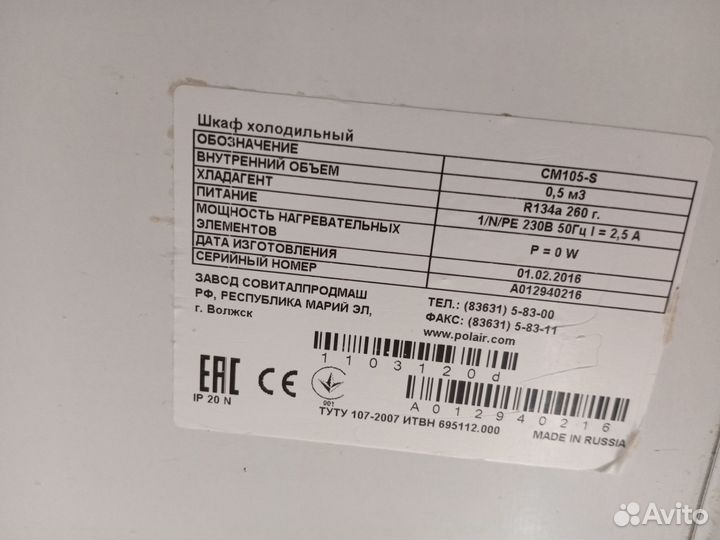 Шкаф холодильный
ОБОЗНАЧЕНИЕ CM105-S
ВНУТРЕННИЙ ОБЪЕМ 0,5 м3
ХЛАДАГЕНТ R134a 260 г.
ПИТАНИЕ 1/N/PE 230В 50Гц I = 2,5 А
МОЩНОСТЬ НАГРЕВАТЕЛЬНЫХ
ЭЛЕМЕНТОВ P = 0 W
ДАТА ИЗГОТОВЛЕНИЯ 01.02.2016
СЕРИЙНЫЙ НОМЕР A012940216
ЗАВОД СОВИТАЛПРОДМАШ
РФ, РЕСПУБЛИКА МАРИЙ ЭЛ,
г. Волжск
ТЕЛ.: (83631) 5-83-00
ФАКС: (83631) 5-83-11
www.polair.com
1103120d
EAC CE
001
IP 20 N
A012940216
ТУТУ 107-2007 ИТВН 695112.000
MADE IN RUSSIA
Avito